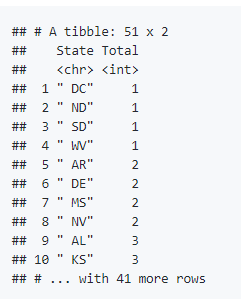 ## # A tibble: 51 x 2
##    State Total
##    <chr> <int>
##  1 " DC"     1
##  2 " ND"     1
##  3 " SD"     1
##  4 " WV"     1
##  5 " AR"     2
##  6 " DE"     2
##  7 " MS"     2
##  8 " NV"     2
##  9 " AL"     3
## 10 " KS"     3
## # ... with 41 more rows